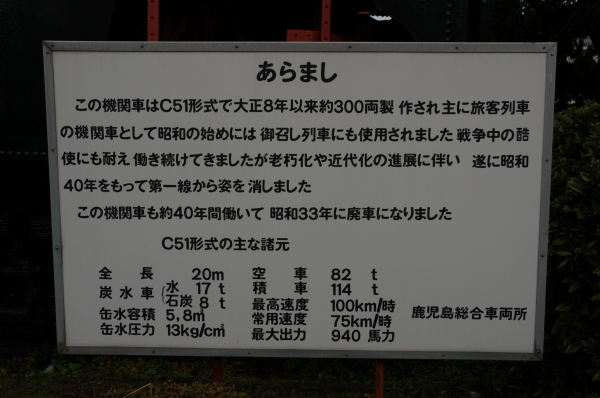 あらまし
この機関車はC51形式で大正8年以来約300両製 作され主に旅客列車
の機関車として昭和の始めには 御召し列車にも使用されました 戦争中の酷
使にも耐え 働き続けてきましたが老朽化や近代化の進展に伴い 遂に昭和
40年をもって第一線から姿を 消しました
この機関車も約40年間働いて 昭和33年に廃車になりました
C51形式の主な諸元
全長 20m 空車 82 t
炭水車 (水 17 t 積車 114 t
石炭 8 t 最高速度 100km/時
缶水容積 5,8㎥ 常用速度 75km/時 鹿児島総合車両所
缶水圧力 13kg/c㎡ 最大出力 940 馬力